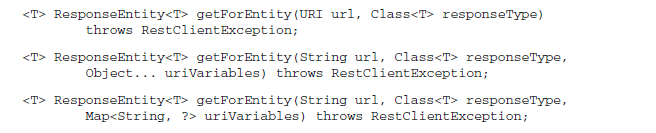 <T> ResponseEntity<T> getForEntity(URI url, Class<T> responseType)
throws RestClientException;
<T> ResponseEntity<T> getForEntity(String url, Class<T> responseType,
Object... uriVariables) throws RestClientException;
<T> ResponseEntity<T> getForEntity(String url, Class<T> responseType,
Map<String, ?> uriVariables) throws RestClientException;